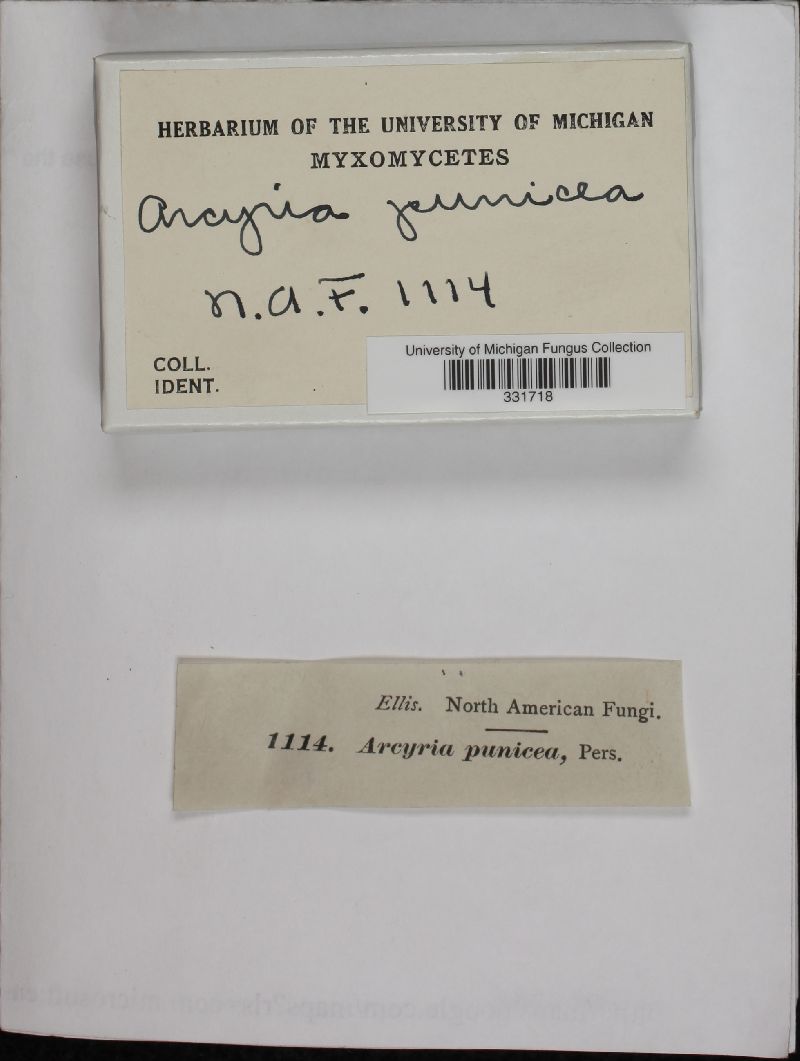 HERBARIUM OF THE UNIVERSITY OF MICHIGAN
MYXOMYCETES
Arcyria punicea
N.A.F. 1114
COLL.
IDENT.
University of Michigan Fungus Collection
331718
Ellis. North American Fungi.
1114. Arcyria punicea, Pers.